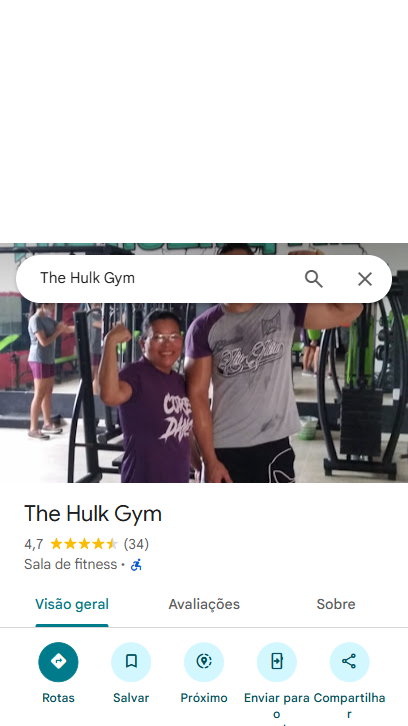 The Hulk Gym
The Hulk Gym
4,7 (34)
Sala de fitness ·
Visão geral Avaliações Sobre
Rotas Salvar Próximo Enviar para Compartilha
o r